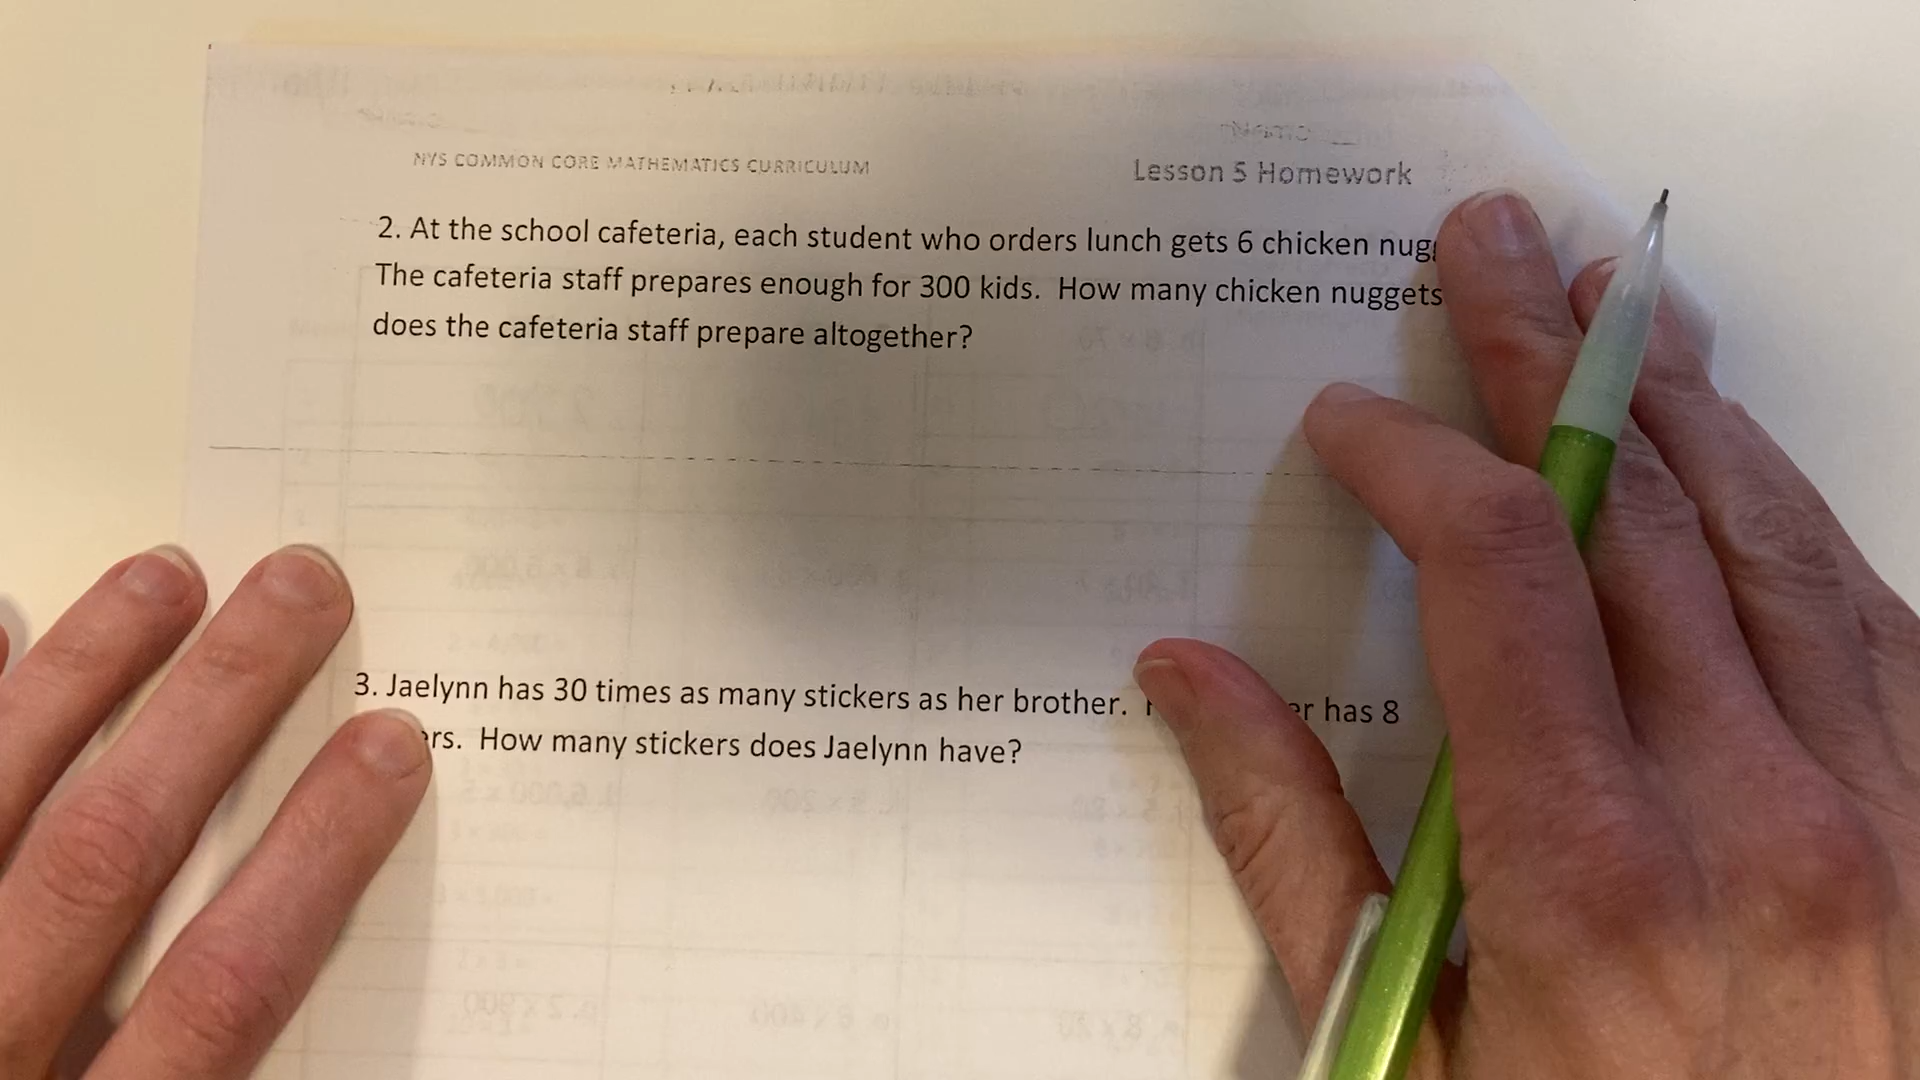 NYS COMMON CORE MATHEMATICS CURRICULUM
Lesson 5 Homework
2. At the school cafeteria, each student who orders lunch gets 6 chicken
The cafeteria staff prepares enough for 300 kids. How many chicken nuggets
does the cafeteria staff prepare altogether?
3. Jaelynn has 30 times as many stickers as her brother. has 8
How many stickers does Jaelynn have?